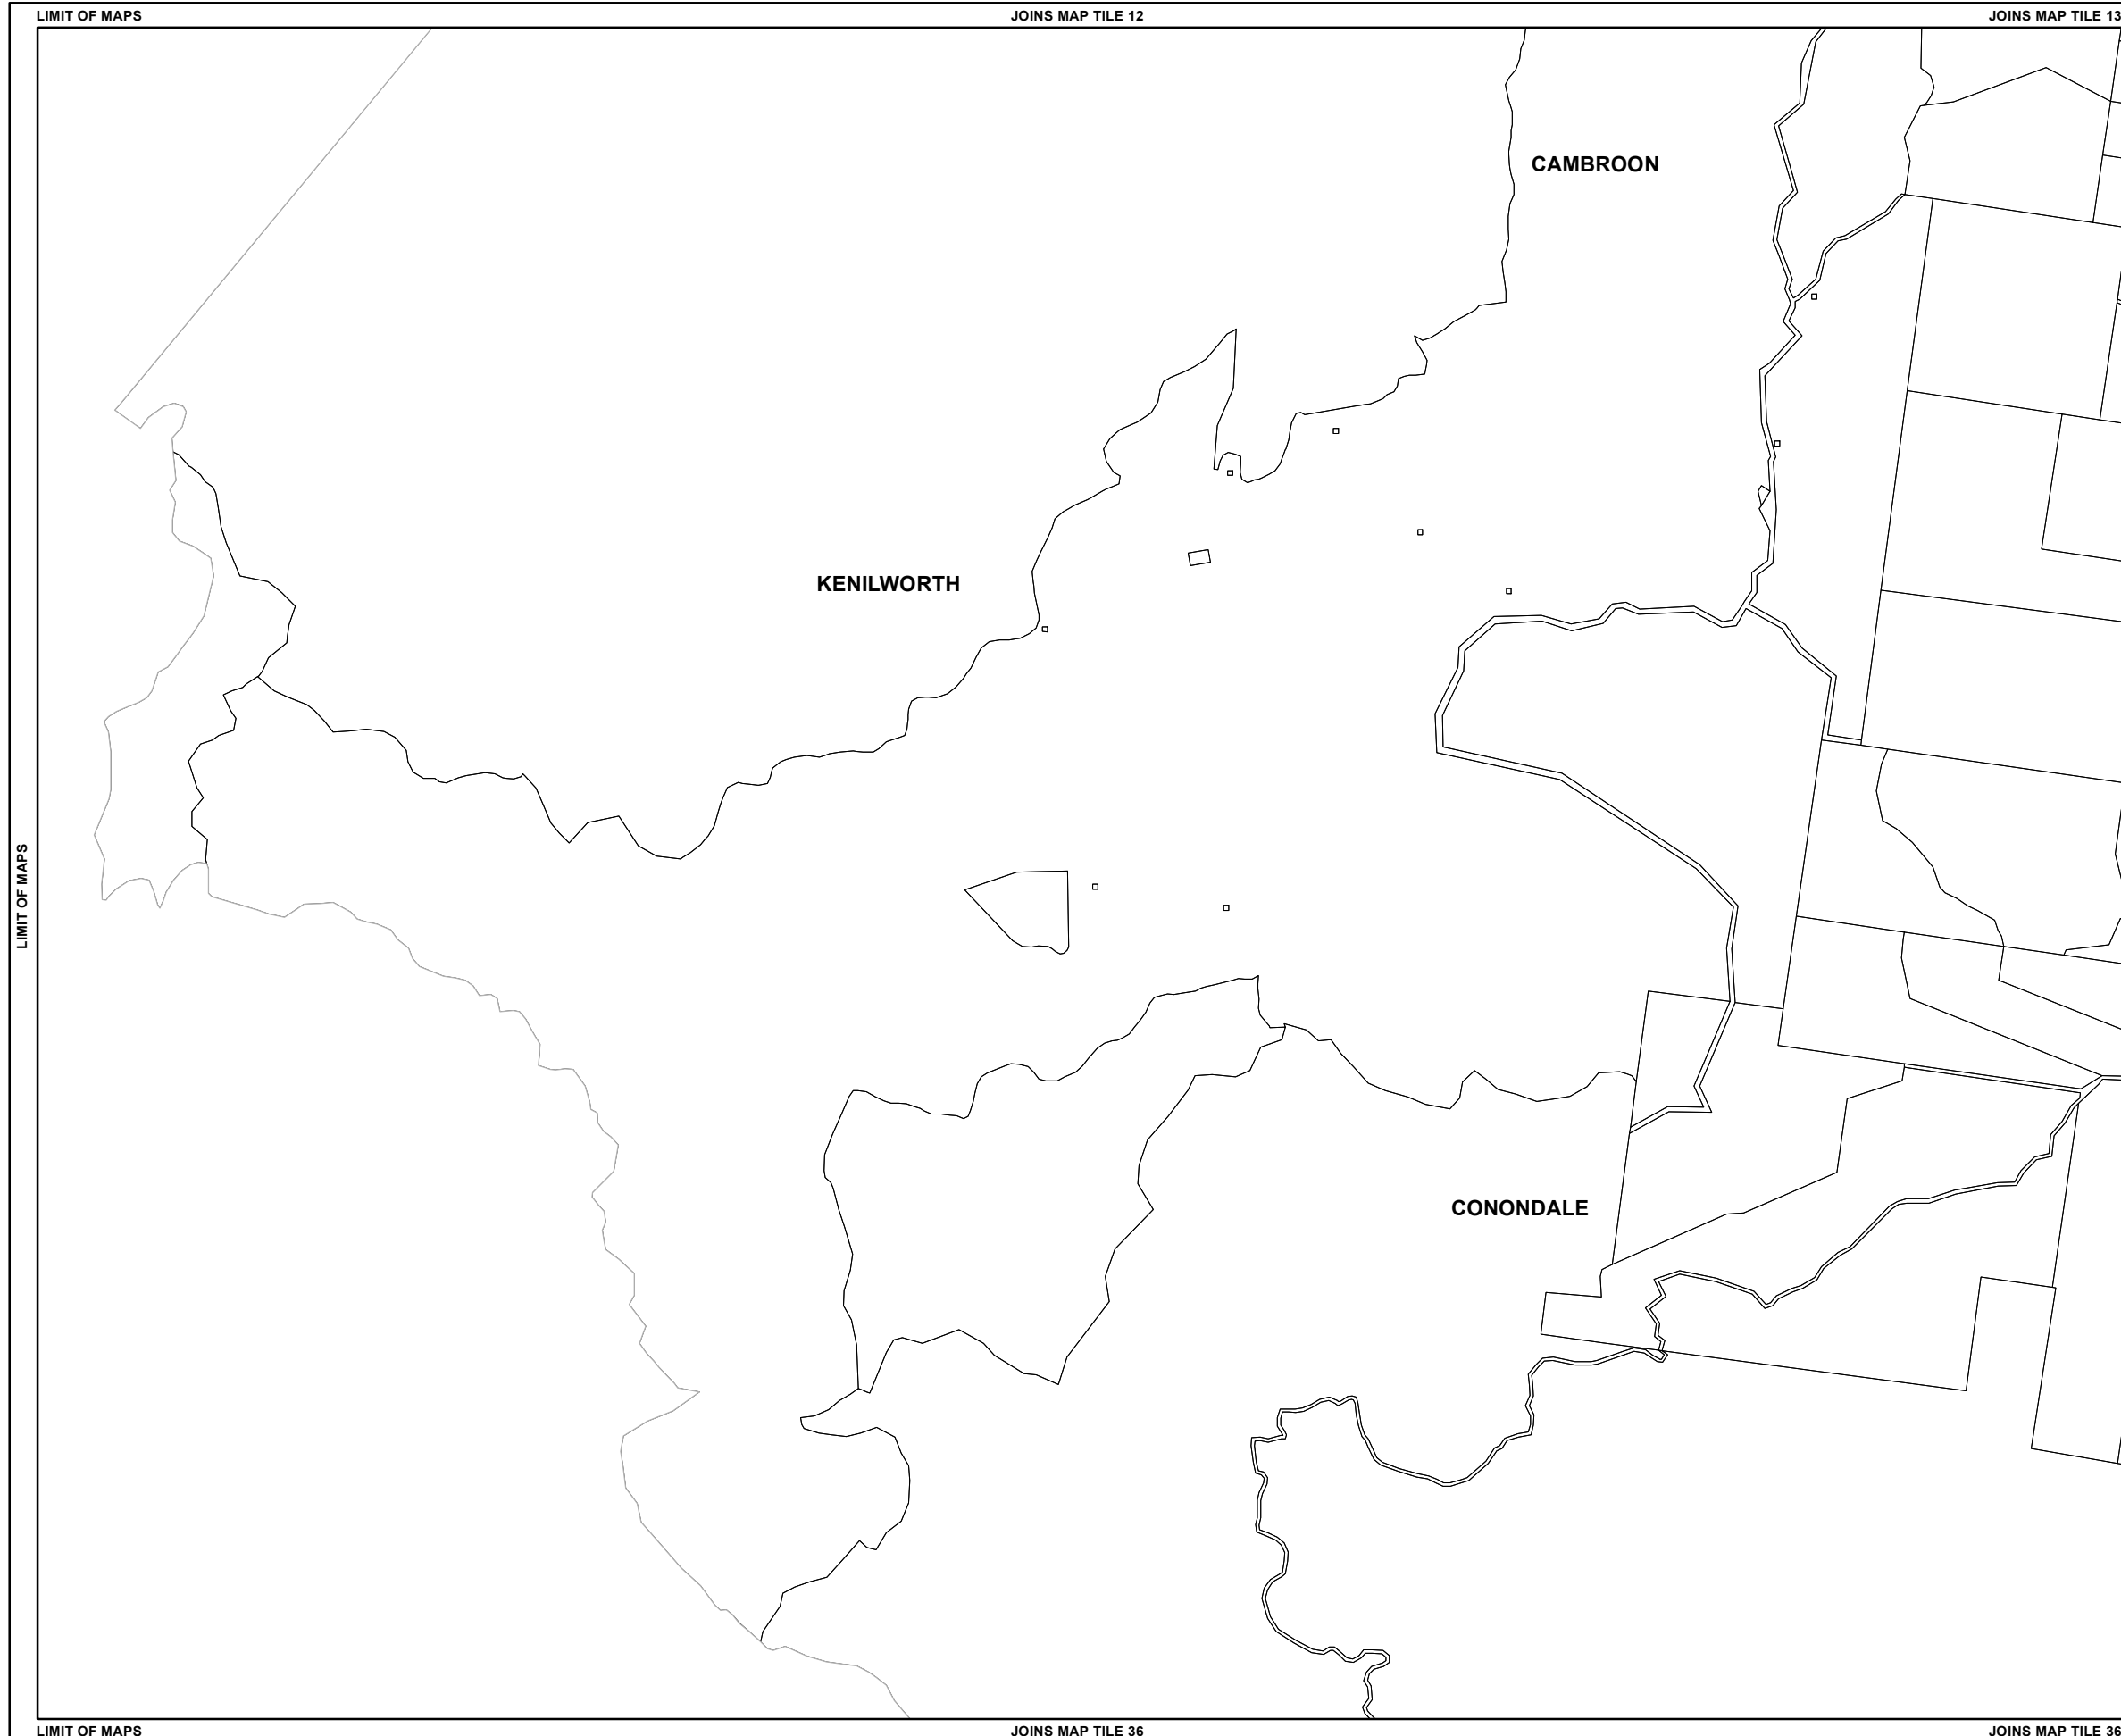 LIMIT OF MAPS JOINS MAP TILE 12 JOINS MAP TILE 13
CAMBROON
KENILWORTH
LIMIT OF MAPS
CONONDALE
LIMIT OF MAPS JOINS MAP TILE 36 JOINS MAP TILE 36